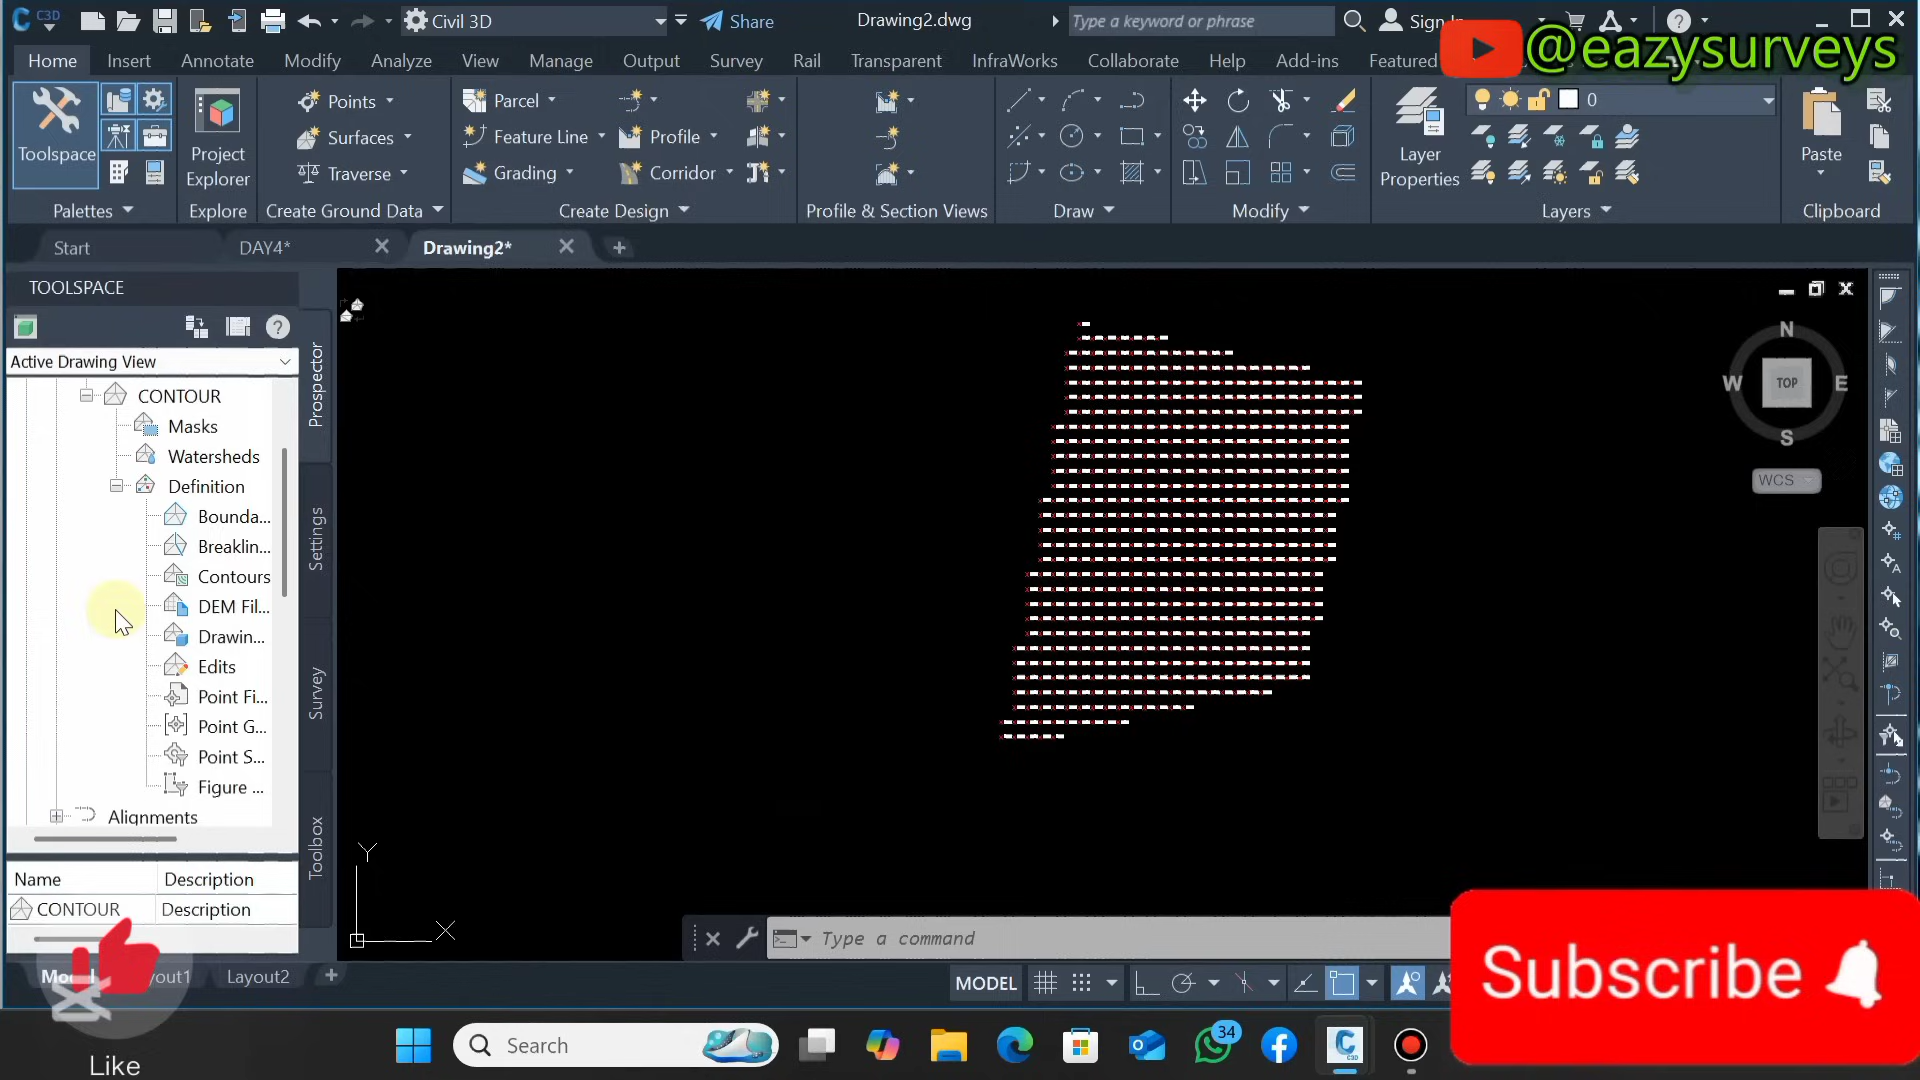 C3D
Civil 3D
Share
Drawing2.dwg
Type a keyword or phrase
Sign In
@eazysurveys
Home
Insert
Annotate
Modify
Analyze
View
Manage
Output
Survey
Rail
Transparent
InfraWorks
Collaborate
Help
Add-ins
Featured
Toolspace
Project Explorer
Points
Surfaces
Traverse
Parcel
Feature Line
Grading
Profile
Corridor
Layer Properties
0
Paste
Palettes
Explore
Create Ground Data
Create Design
Profile & Section Views
Draw
Modify
Layers
Clipboard
Start
DAY4*
Drawing2*
TOOLSPACE
Active Drawing View
CONTOUR
Masks
Watersheds
Definition
Bounda...
Breaklin...
Contours
DEM Fil...
Drawin...
Edits
Point Fi...
Point G...
Point S...
Figure ...
Alignments
Prospector
Settings
Survey
Toolbox
Name
Description
CONTOUR
Description
N
W
TOP
E
S
WCS
Y
X
Type a command
Layout2
MODEL
Subscribe
Like
Search
34
C3D